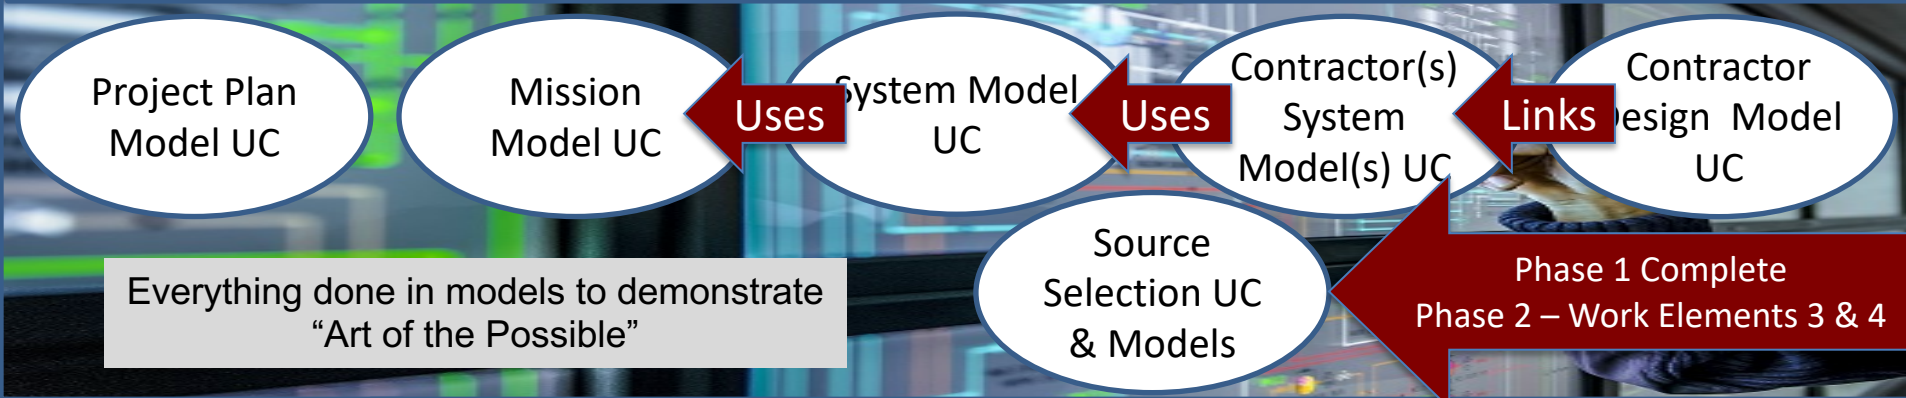 Project Plan
Model UC
Mission
Model UC
Uses
System Model
UC
Uses
Contractor(s)
System
Model(s) UC
Links
Contractor
Design Model
UC
Source
Selection UC
& Models
Everything done in models to demonstrate
“Art of the Possible”
Phase 1 Complete
Phase 2 – Work Elements 3 & 4